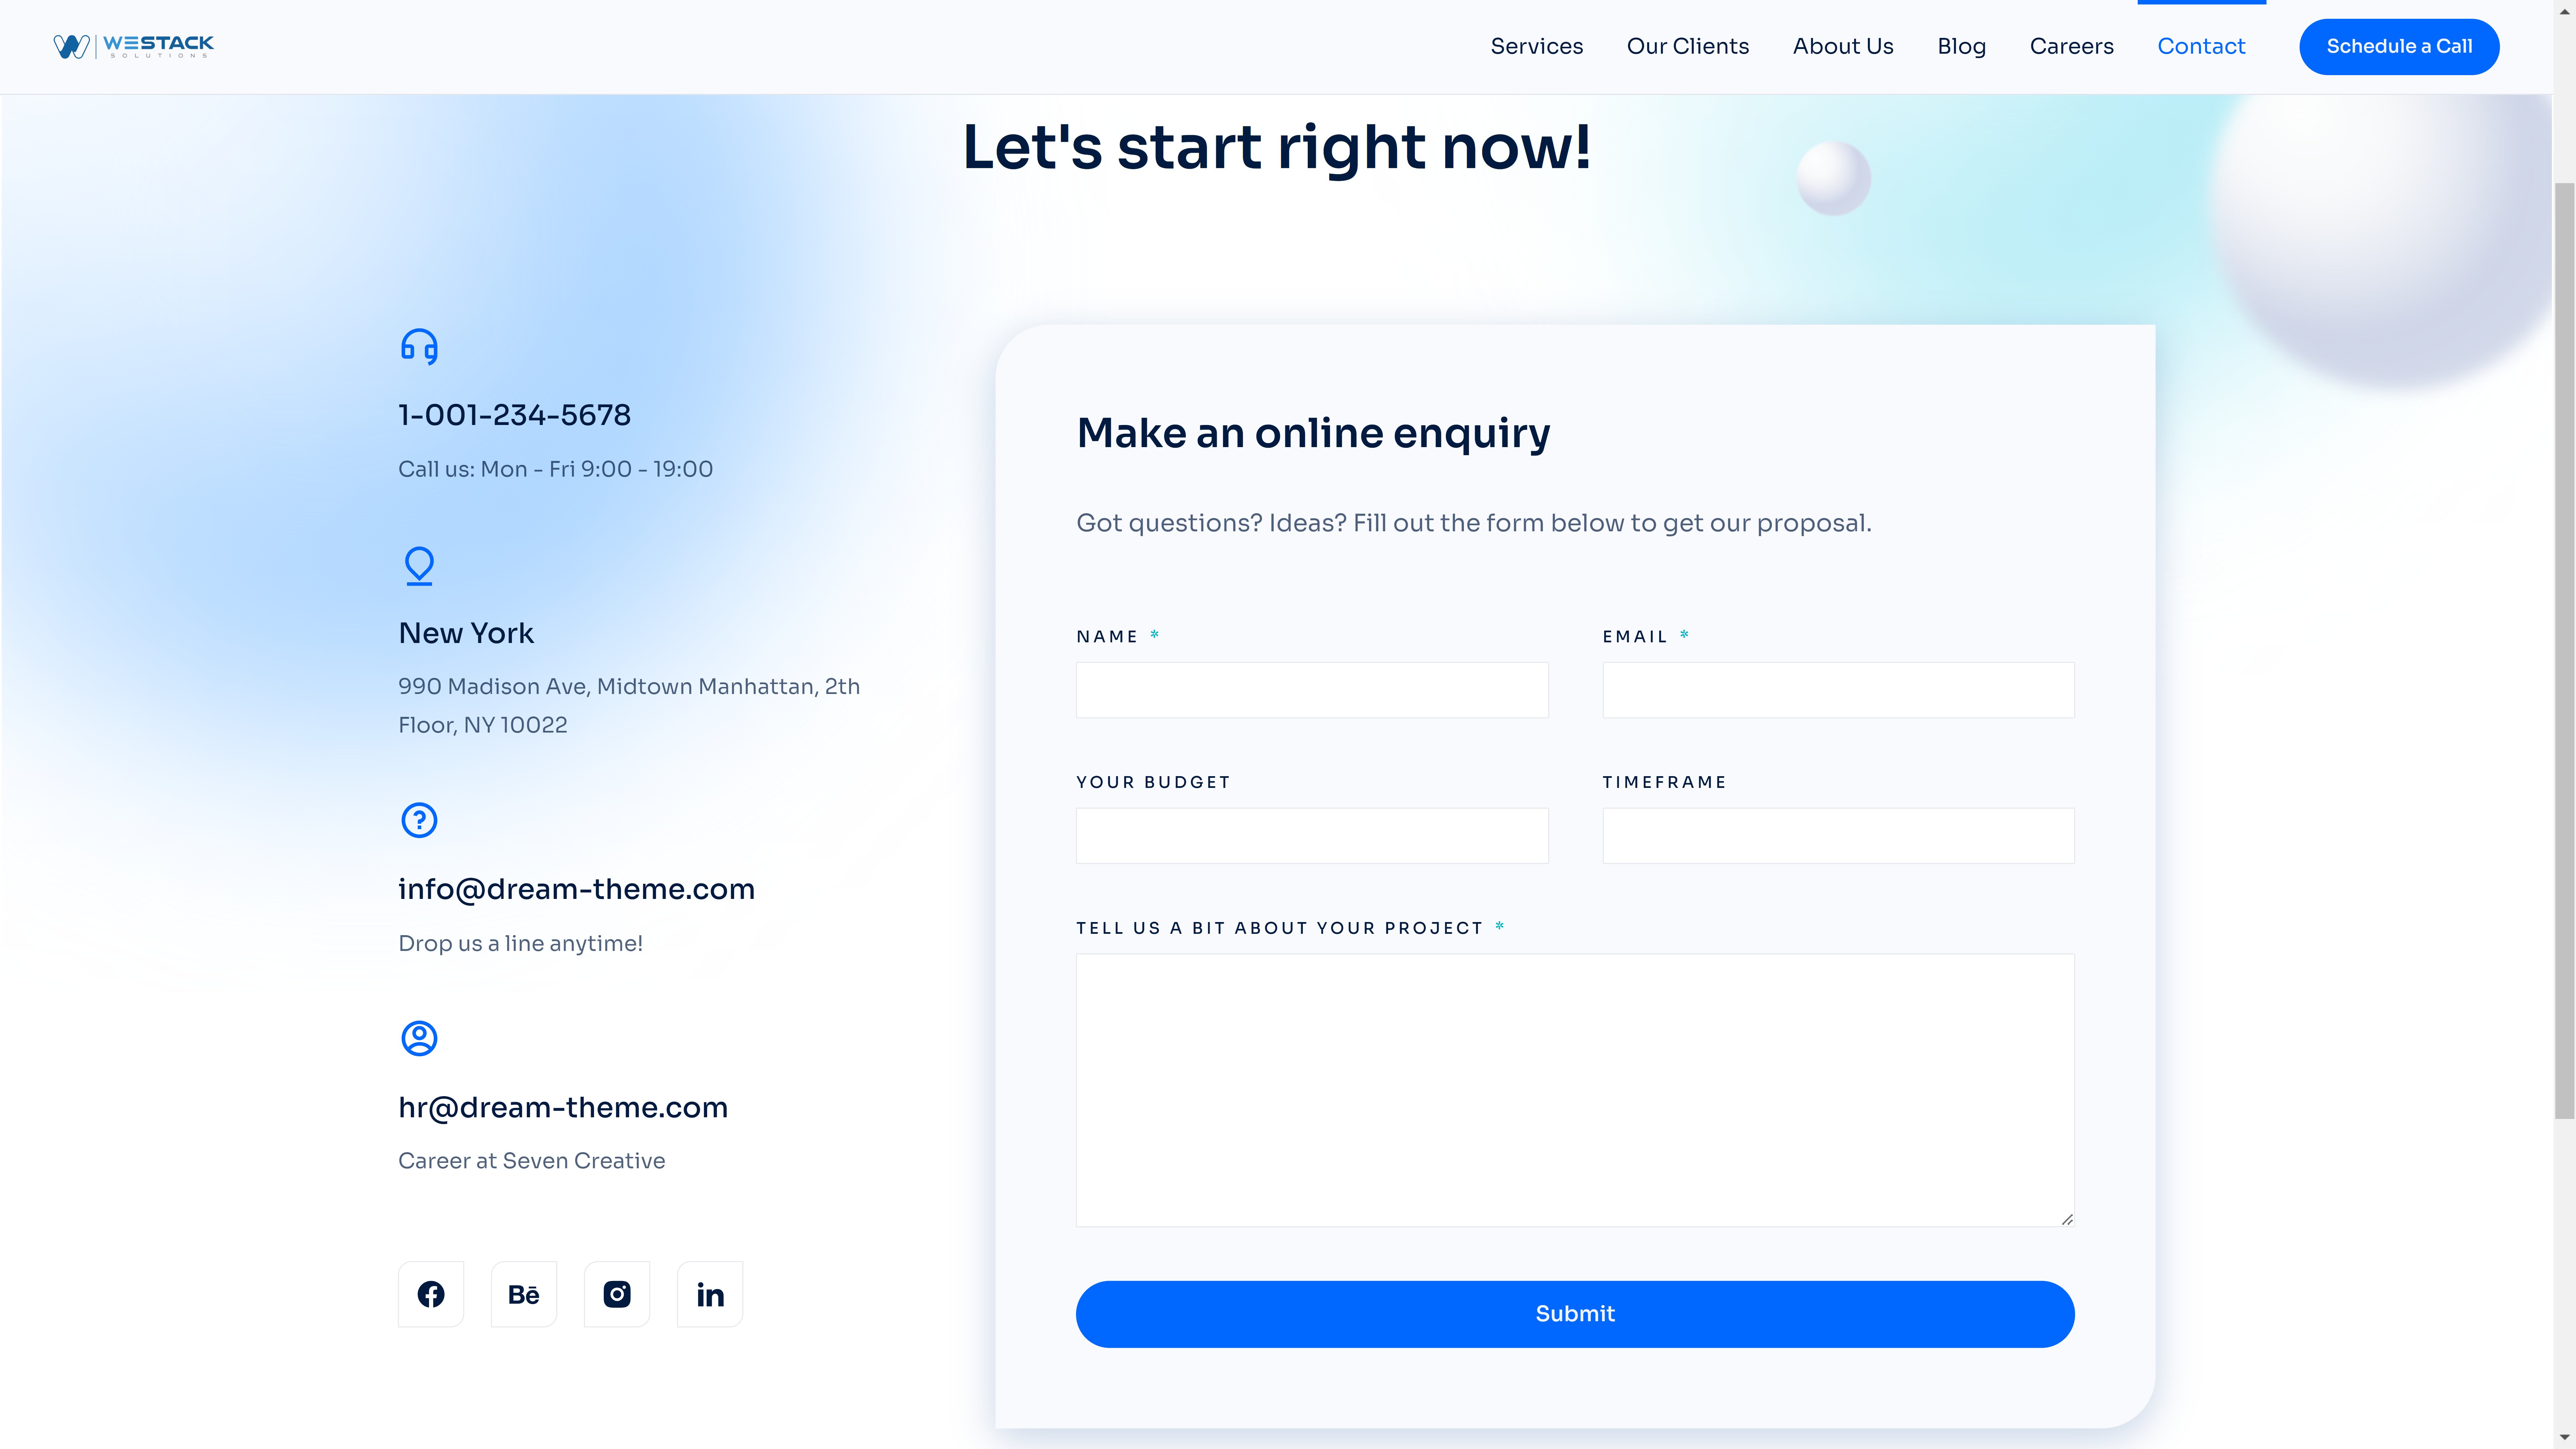 WESTACK
SOLUTIONS
Services Our Clients About Us Blog Careers Contact Schedule a Call
Let's start right now!
1-001-234-5678
Call us: Mon - Fri 9:00 - 19:00
New York
990 Madison Ave, Midtown Manhattan, 2th
Floor, NY 10022
info@dream-theme.com
Drop us a line anytime!
hr@dream-theme.com
Career at Seven Creative
Bē in
Make an online enquiry
Got questions? Ideas? Fill out the form below to get our proposal.
NAME * EMAIL *
YOUR BUDGET TIMEFRAME
TELL US A BIT ABOUT YOUR PROJECT *
Submit